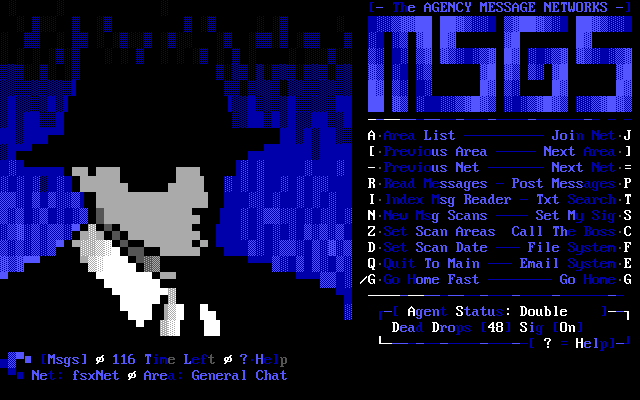 [- The AGENCY MESSAGE NETWORKS -]
MSGS
A Area List Join Net J
[ Previous Area Next Area ]
- Previous Net Next Net =
R Read Messages Post Messages P
I Index Msg Reader Txt Search T
N New Msg Scans Set My Sig S
Z Set Scan Areas Call The Boss C
D Set Scan Date File System F
Q Quit To Main Email System E
/G Go Home Fast Go Home G
[ Agent Status: Double ]
Dead Drops [48] Sig [On]
[ ? = Help]
[Msgs] ø 116 Time Left ø ? Help
Net: fsxNet ø Area: General Chat